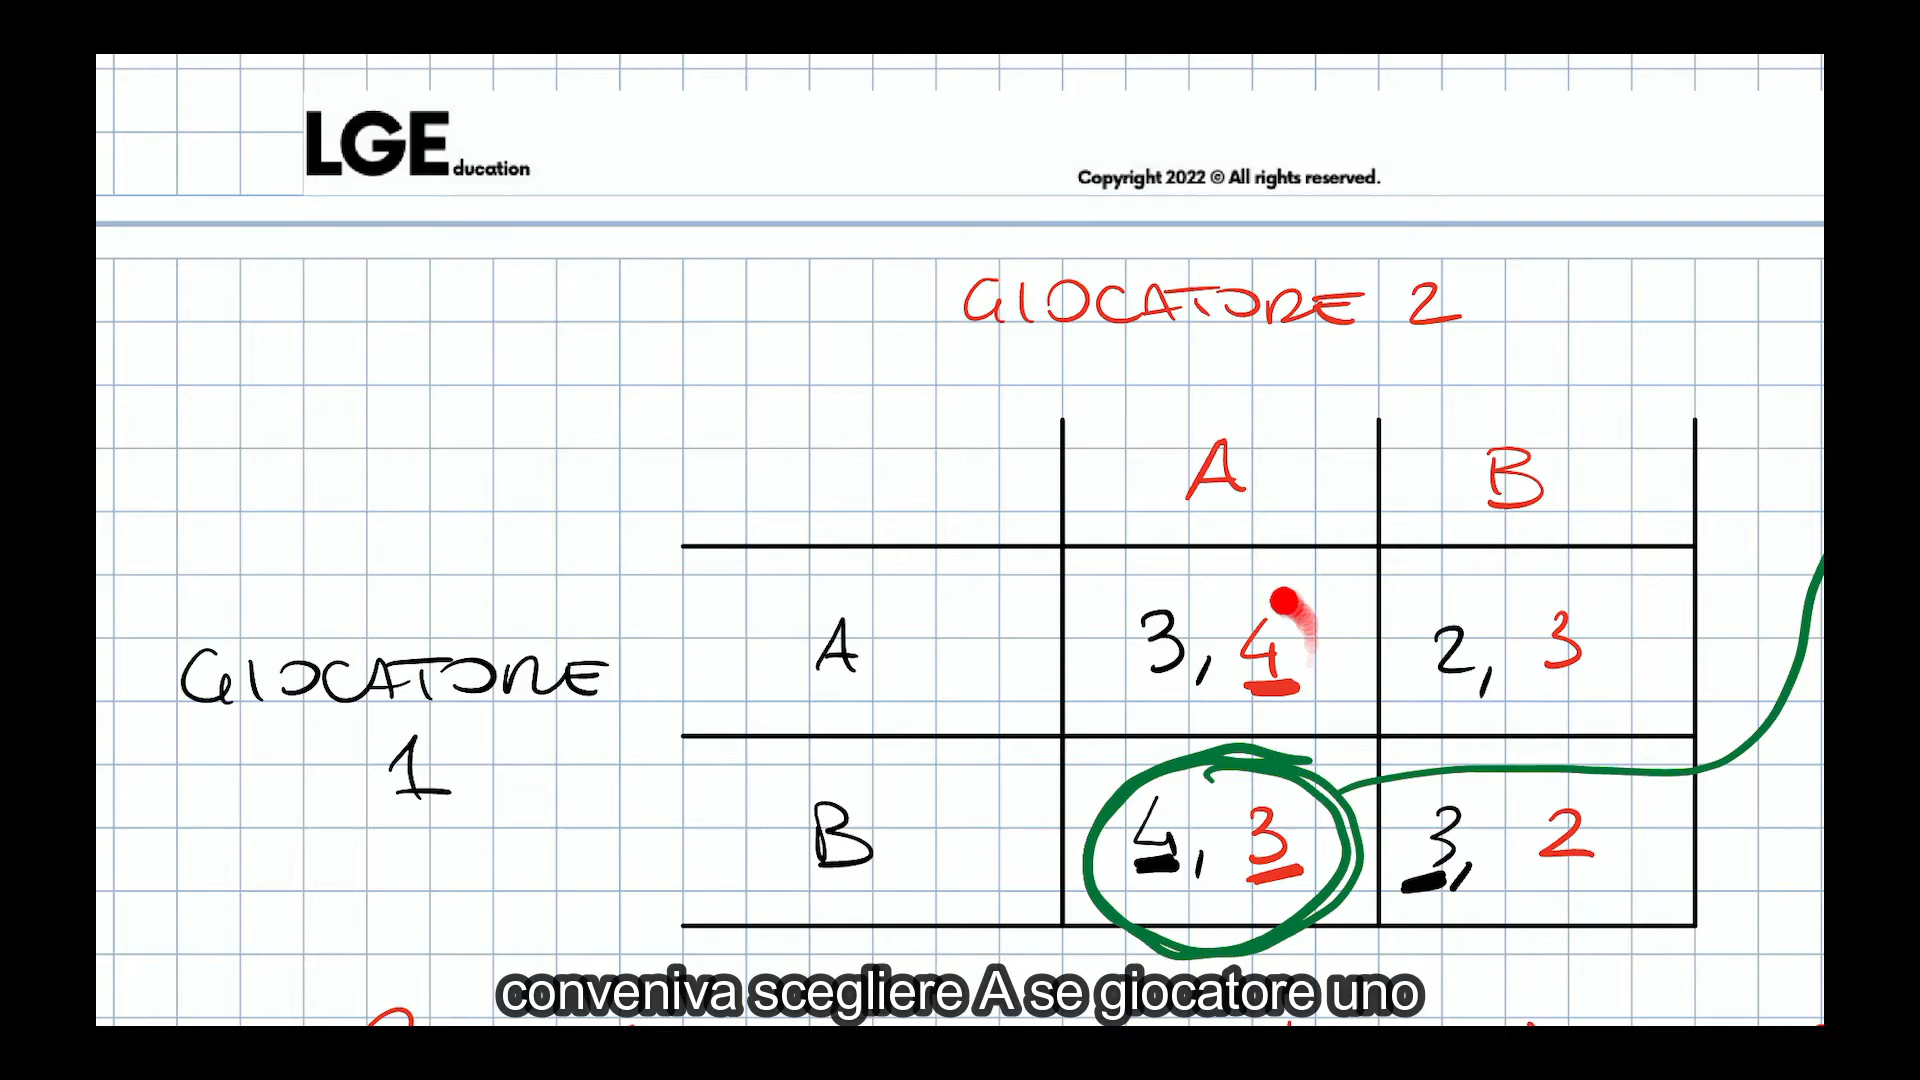 LGEducation
Copyright 2022 © All rights reserved.
GIOCATORE 2
A B
A 3, 4 2, 3
GIOCATORE
1
B 4, 3 3, 2
conveniva scegliere A se giocatore uno